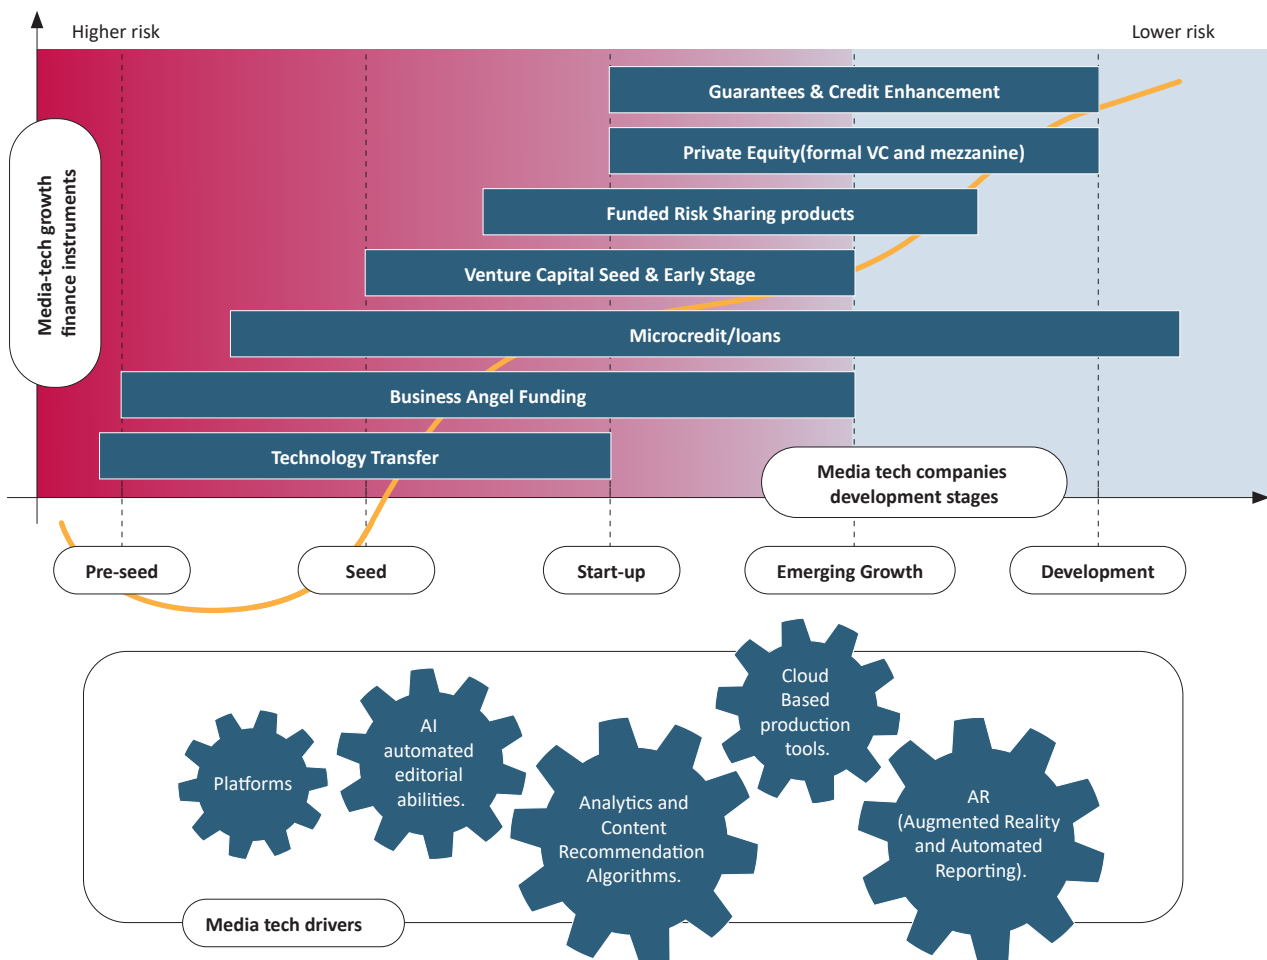 Higher risk
Lower risk
Media-tech growth
finance instruments
Guarantees & Credit Enhancement
Private Equity(formal VC and mezzanine)
Funded Risk Sharing products
Venture Capital Seed & Early Stage
Microcredit/loans
Business Angel Funding
Technology Transfer
Media tech companies
development stages
Pre-seed
Seed
Start-up
Emerging Growth
Development
Platforms
AI
automated
editorial
abilities.
Analytics and
Content
Recommendation
Algorithms.
Cloud
Based
production
tools.
AR
(Augmented Reality
and Automated
Reporting).
Media tech drivers